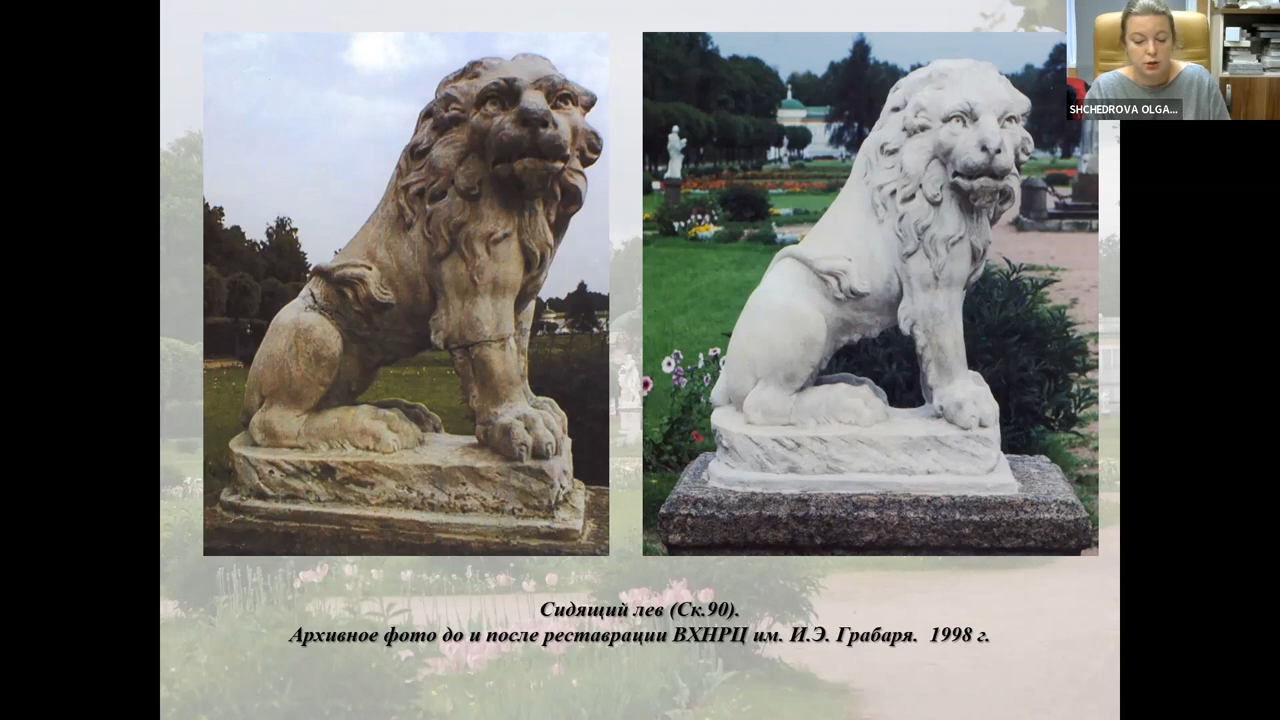 SHCHEDROVA OLGA...
Сидящий лев (Ск.90).
Архивное фото до и после реставрации ВХНРЦ им. И.Э. Грабаря. 1998 г.